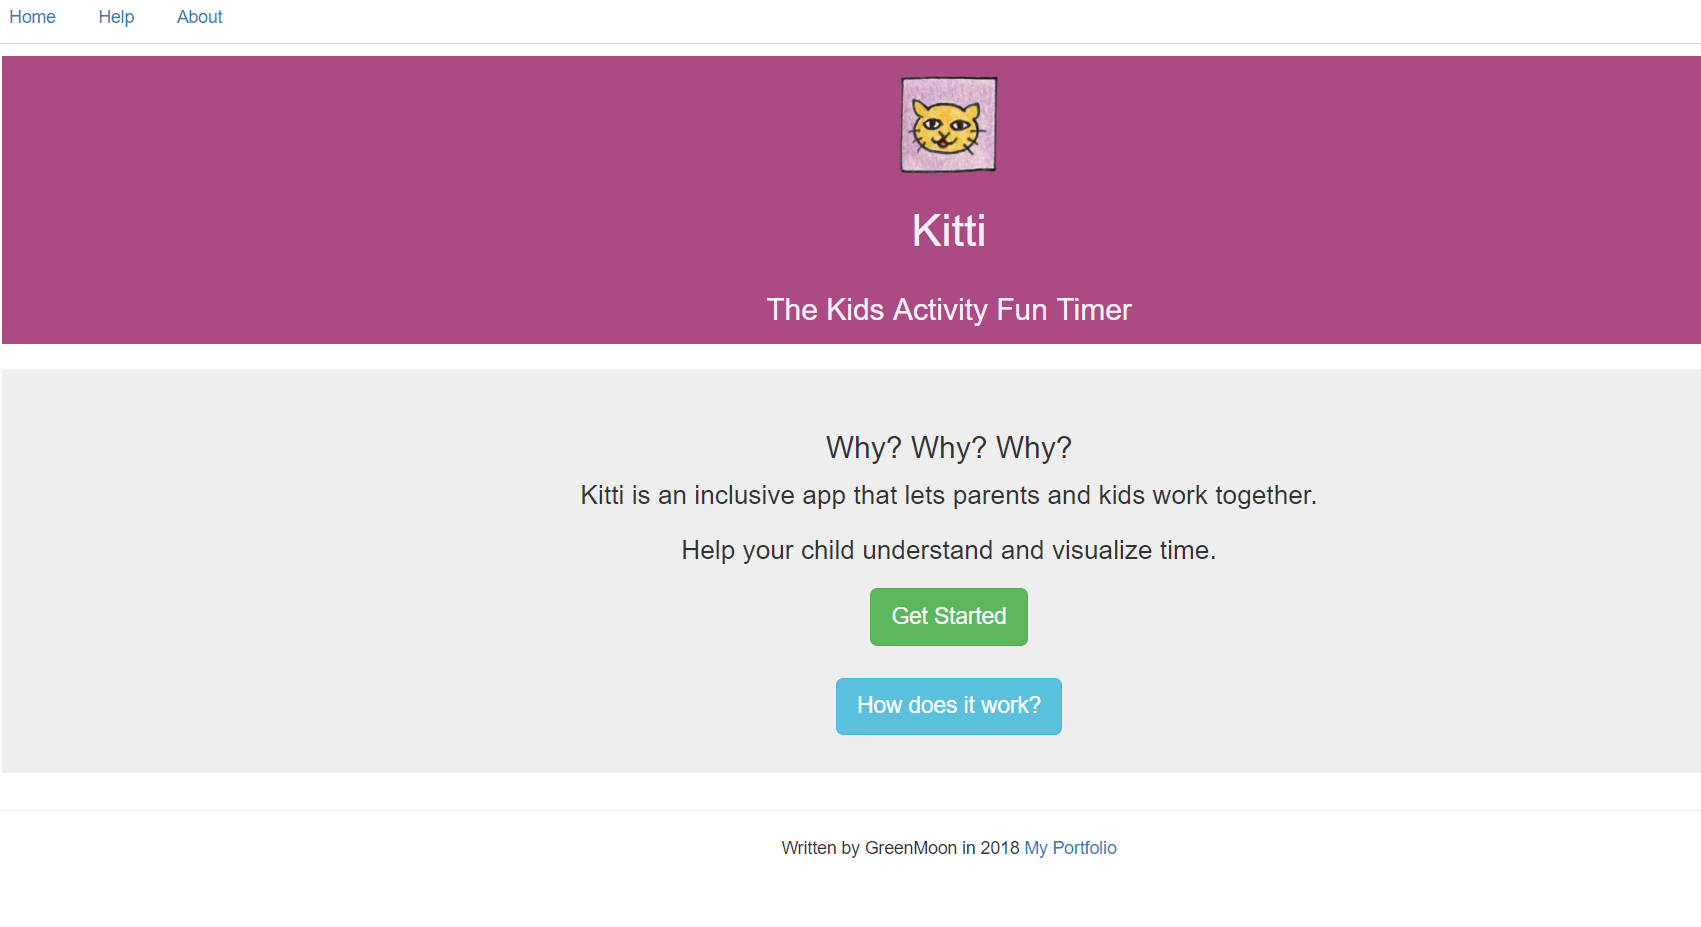 Home Help About
Kitti
The Kids Activity Fun Timer
Why? Why? Why?
Kitti is an inclusive app that lets parents and kids work together.
Help your child understand and visualize time.
Get Started
How does it work?
Written by GreenMoon in 2018 My Portfolio